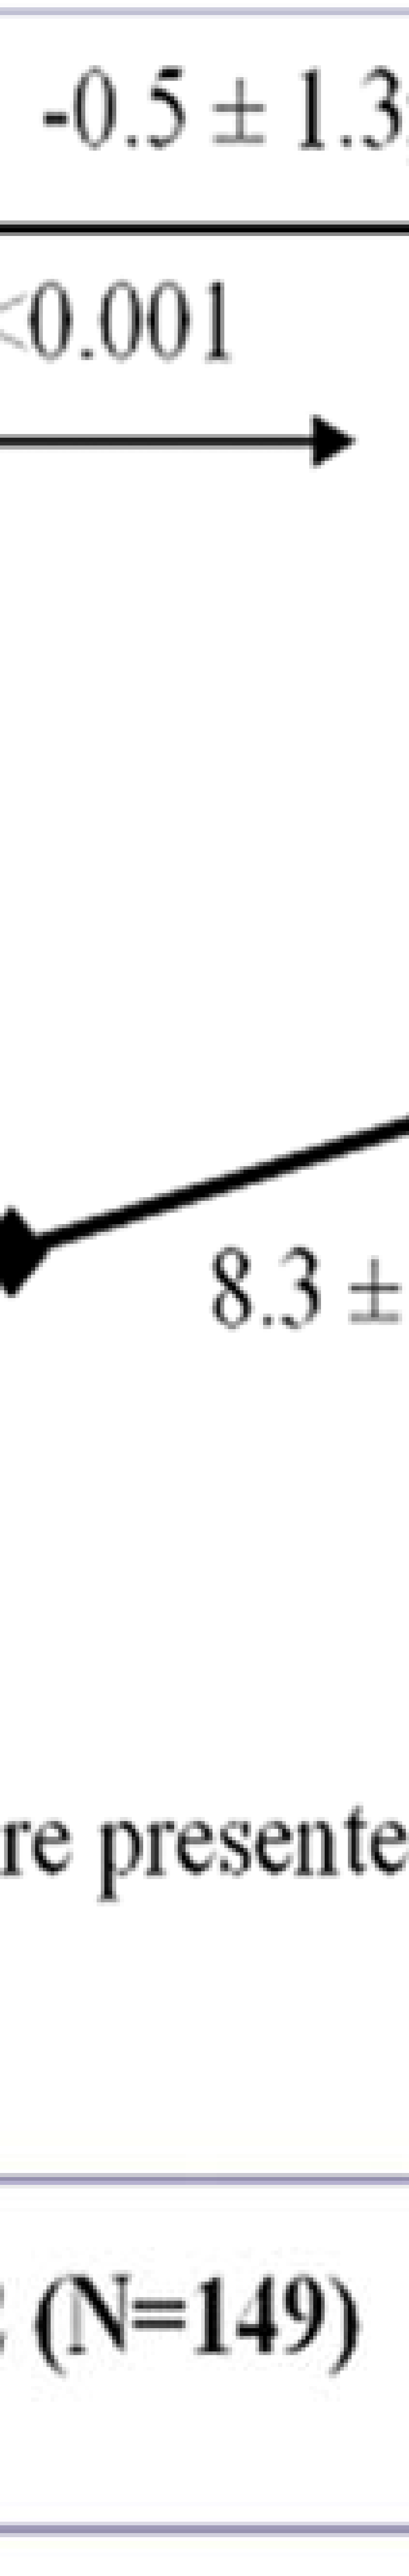 -0.5 ± 1.3
<0.001
8.3 ±
re presente
(N=149)